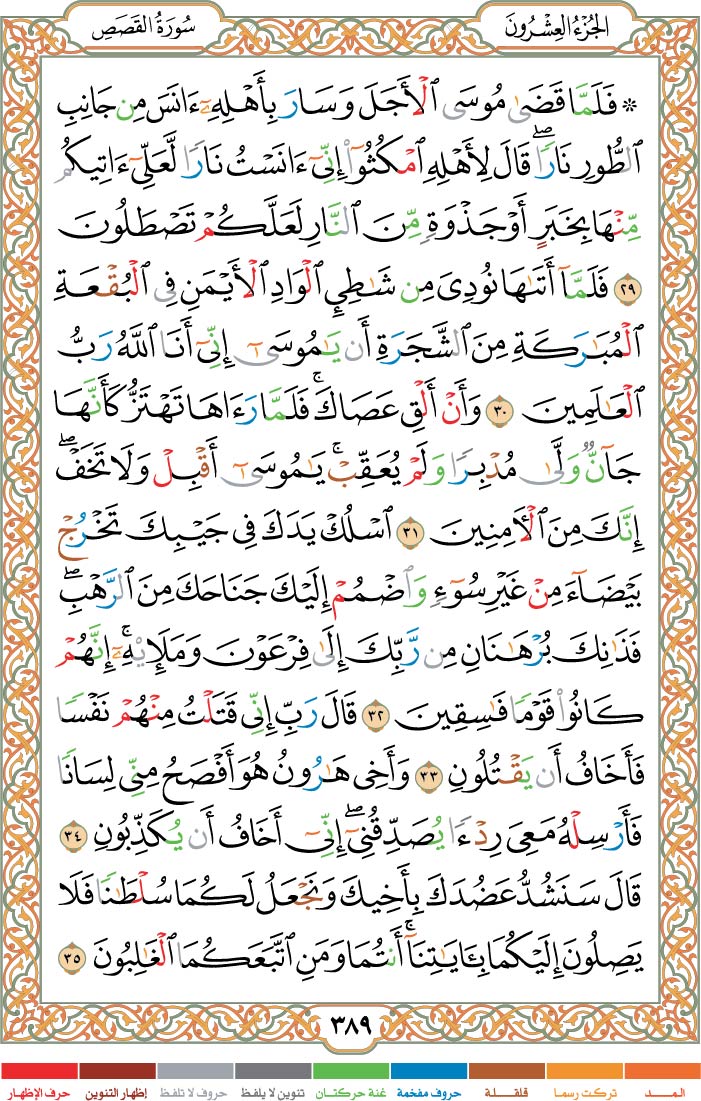 سُورَةُ القَصَصِ
الجُزْءُ العِشْرُونَ
۞ فَلَمَّا قَضَىٰ مُوسَى ٱلْأَجَلَ وَسَارَ بِأَهْلِهِۦٓ ءَانَسَ مِن جَانِبِ
ٱلطُّورِ نَارًاۖ قَالَ لِأَهْلِهِ ٱمْكُثُوٓا۟ إِنِّىٓ ءَانَسْتُ نَارًا لَّعَلِّىٓ ءَاتِيكُم
مِّنْهَا بِخَبَرٍ أَوْ جَذْوَةٍ مِّنَ ٱلنَّارِ لَعَلَّكُمْ تَصْطَلُونَ
٢٩ فَلَمَّآ أَتَىٰهَا نُودِىَ مِن شَٰطِئِ ٱلْوَادِ ٱلْأَيْمَنِ فِى ٱلْبُقْعَةِ
ٱلْمُبَٰرَكَةِ مِنَ ٱلشَّجَرَةِ أَن يَٰمُوسَىٰٓ إِنِّىٓ أَنَا ٱللَّهُ رَبُّ
ٱلْعَٰلَمِينَ ٣٠ وَأَنْ أَلْقِ عَصَاكَۖ فَلَمَّا رَءَاهَا تَهْتَزُّ كَأَنَّهَا
جَآنٌّ وَلَّىٰ مُدْبِرًا وَلَمْ يُعَقِّبْۚ يَٰمُوسَىٰٓ أَقْبِلْ وَلَا تَخَفْۖ
إِنَّكَ مِنَ ٱلْءَامِنِينَ ٣١ ٱسْلُكْ يَدَكَ فِى جَيْبِكَ تَخْرُجْ
بَيْضَآءَ مِنْ غَيْرِ سُوٓءٍ وَٱضْمُمْ إِلَيْكَ جَنَاحَكَ مِنَ ٱلرَّهْبِۖ
فَذَٰنِكَ بُرْهَٰنَانِ مِن رَّبِّكَ إِلَىٰ فِرْعَوْنَ وَمَلَإِي۟هِۦٓۚ إِنَّهُمْ
كَانُوا۟ قَوْمًا فَٰسِقِينَ ٣٢ قَالَ رَبِّ إِنِّى قَتَلْتُ مِنْهُمْ نَفْسًا
فَأَخَافُ أَن يَقْتُلُونِ ٣٣ وَأَخِى هَٰرُونُ هُوَ أَفْصَحُ مِنِّى لِسَانًا
فَأَرْسِلْهُ مَعِىَ رِدْءًا يُصَدِّقُنِىٓۖ إِنِّىٓ أَخَافُ أَن يُكَذِّبُونِ ٣٤
قَالَ سَنَشُدُّ عَضُدَكَ بِأَخِيكَ وَنَجْعَلُ لَكُمَا سُلْطَٰنًا فَلَا
يَصِلُونَ إِلَيْكُمَا بِـَٔايَٰتِنَآۚ أَنتُمَا وَمَنِ ٱتَّبَعَكُمَا ٱلْغَٰلِبُونَ ٣٥
٣٨٩
المـد تركت رسما قلقلة حروف مفخمة غنة حركتان تنوين لا يلفظ حروف لا تلفظ إظهار التنوين حرف الإظهار